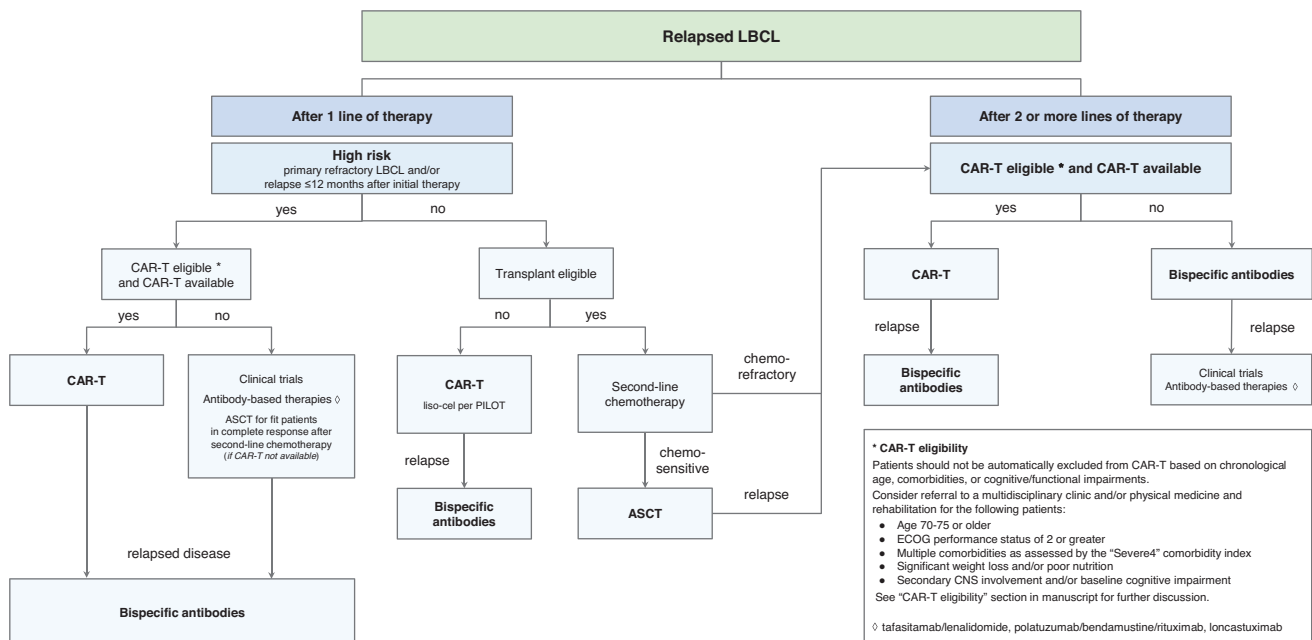 Relapsed LBCL
After 1 line of therapy
High risk
primary refractory LBCL and/or
relapse ≤12 months after initial therapy
yes
no
CAR-T eligible *
and CAR-T available
yes
no
CAR-T
Clinical trials
Antibody-based therapies ◊
ASCT for fit patients
in complete response after
second-line chemotherapy
(if CAR-T not available)
relapsed disease
Bispecific antibodies
Transplant eligible
no
yes
CAR-T
liso-cel per PILOT
relapse
Bispecific
antibodies
Second-line
chemotherapy
chemo-
refractory
chemo-
sensitive
ASCT
relapse
After 2 or more lines of therapy
CAR-T eligible * and CAR-T available
yes
no
CAR-T
relapse
Bispecific
antibodies
Bispecific antibodies
relapse
Clinical trials
Antibody-based therapies ◊
* CAR-T eligibility
Patients should not be automatically excluded from CAR-T based on chronological
age, comorbidities, or cognitive/functional impairments.
Consider referral to a multidisciplinary clinic and/or physical medicine and
rehabilitation for the following patients:
● Age 70-75 or older
● ECOG performance status of 2 or greater
● Multiple comorbidities as assessed by the “Severe4” comorbidity index
● Significant weight loss and/or poor nutrition
● Secondary CNS involvement and/or baseline cognitive impairment
See “CAR-T eligibility” section in manuscript for further discussion.
◊ tafasitamab/lenalidomide, polatuzumab/bendamustine/rituximab, loncastuximab